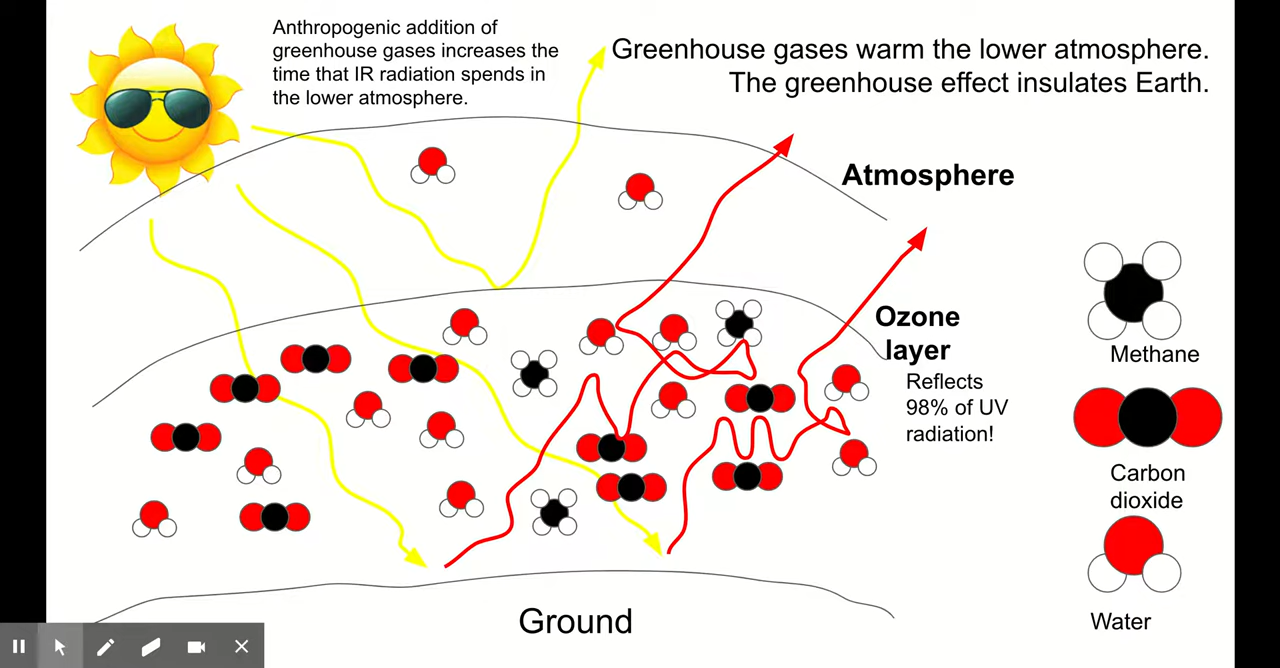 Anthropogenic addition of
greenhouse gases increases the
time that IR radiation spends in
the lower atmosphere.
Greenhouse gases warm the lower atmosphere.
The greenhouse effect insulates Earth.
Atmosphere
Ozone
layer
Reflects
98% of UV
radiation!
Methane
Carbon
dioxide
Water
Ground